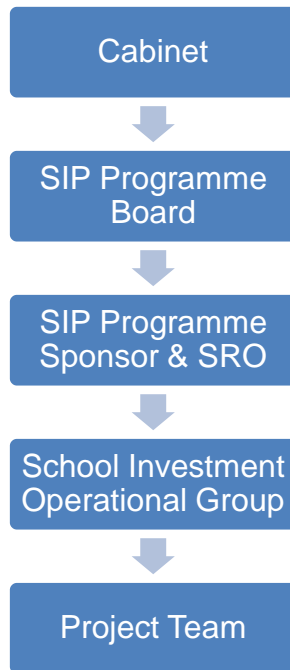 Cabinet
SIP Programme
Board
SIP Programme
Sponsor & SRO
School Investment
Operational Group
Project Team